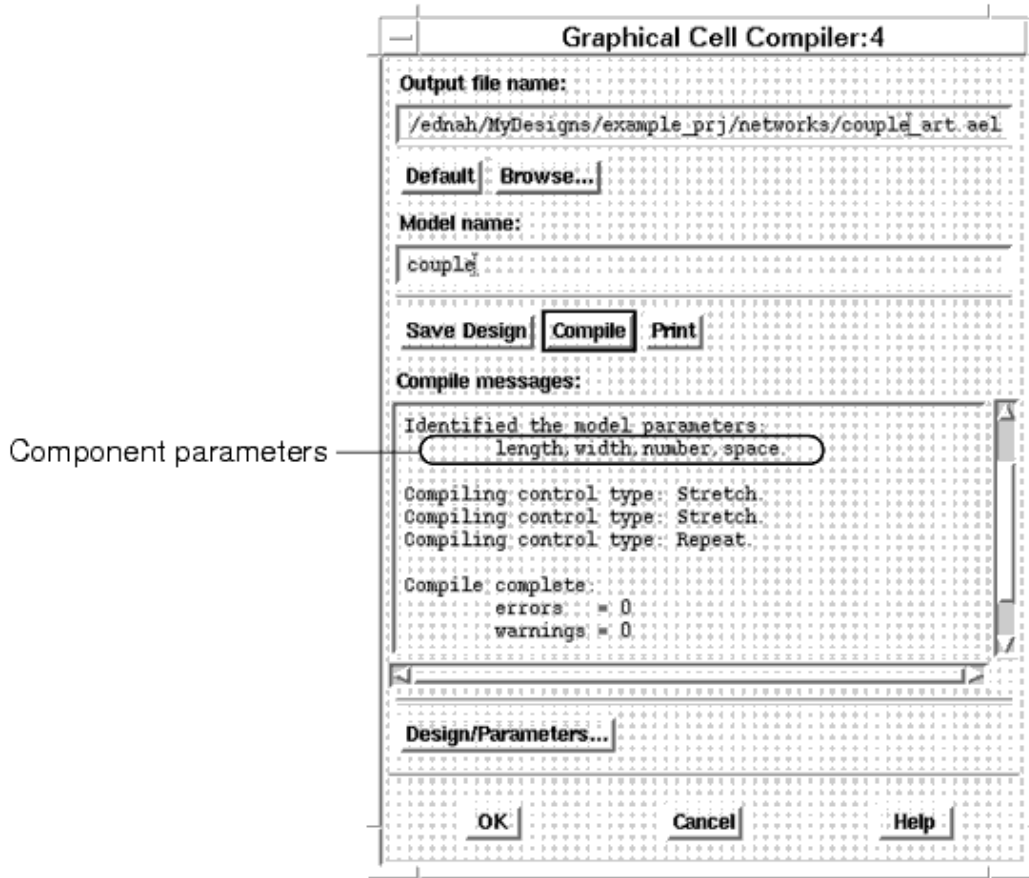 Graphical Cell Compiler:4
Output file name:
/ednah/MyDesigns/example_prj/networks/couple_art.ael
Default Browse...
Model name:
couple
Save Design Compile Print
Compile messages:
Identified the model parameters:
length,width,number,space.
Component parameters
Compiling control type: Stretch.
Compiling control type: Stretch.
Compiling control type: Repeat.
Compile complete:
errors = 0
warnings = 0
Design/Parameters...
OK Cancel Help